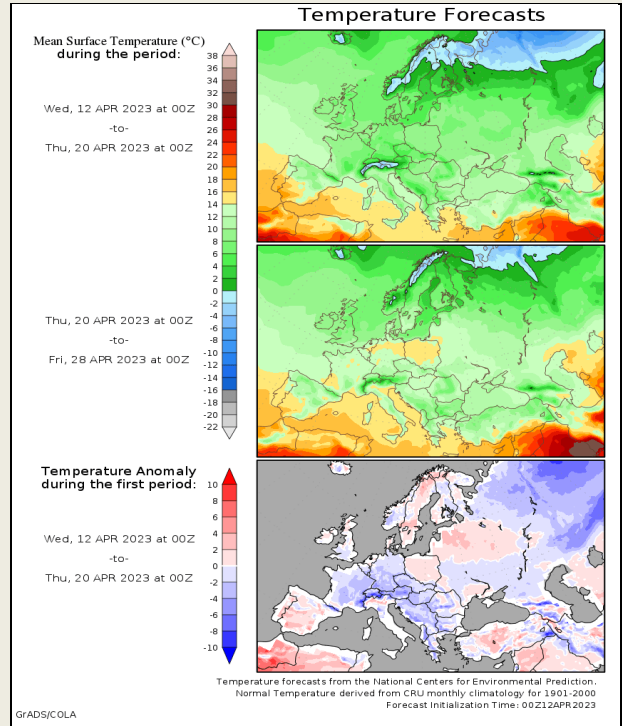 Temperature Forecasts
Mean Surface Temperature (°C)
during the period:
Wed, 12 APR 2023 at 00Z
-to-
Thu, 20 APR 2023 at 00Z
38
36
34
32
30
28
26
24
22
20
18
16
14
12
10
8
6
4
2
0
-2
-4
-6
-8
-10
-12
-14
-16
-18
-20
-22
Thu, 20 APR 2023 at 00Z
-to-
Fri, 28 APR 2023 at 00Z
Temperature Anomaly
during the first period:
Wed, 12 APR 2023 at 00Z
-to-
Thu, 20 APR 2023 at 00Z
10
8
6
4
2
0
-2
-4
-6
-8
-10
Temperature forecasts from the National Centers for Environmental Prediction.
Normal Temperature derived from CRU monthly climatology for 1901-2000
Forecast Initialization Time: 00Z12APR2023
GrADS/COLA